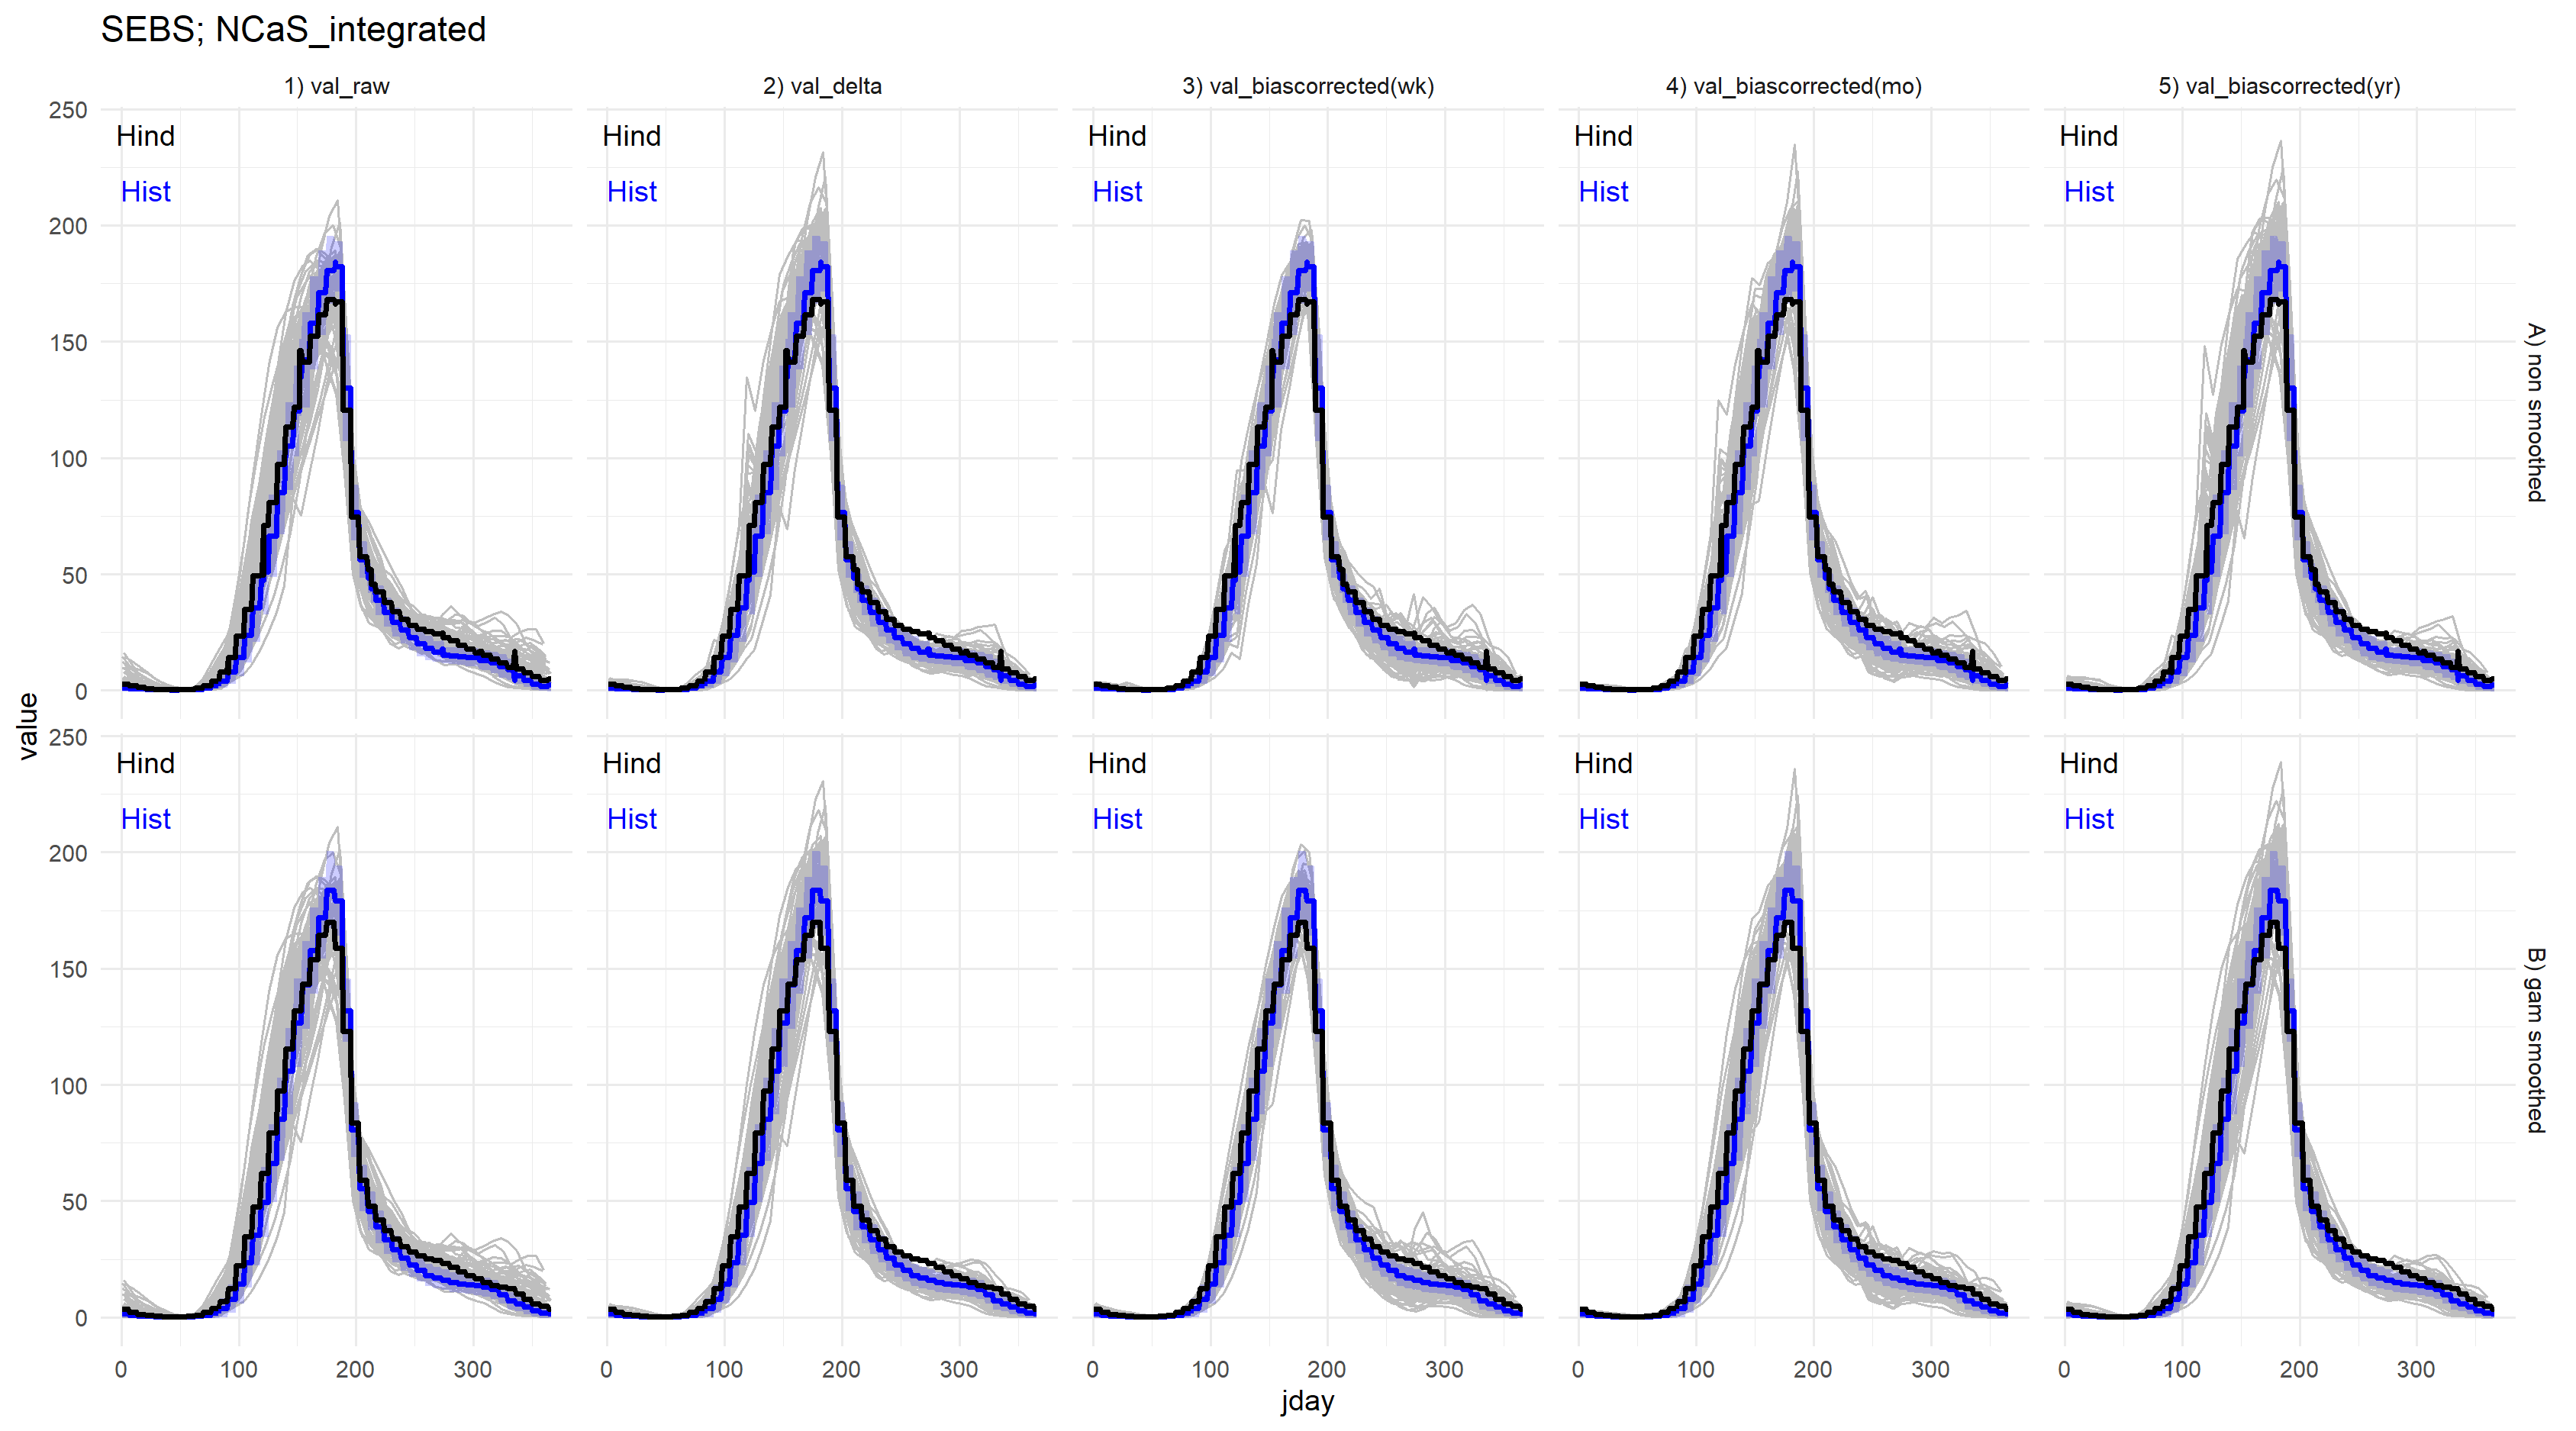 SEBS; NCaS_integrated
1) val_raw
2) val_delta
3) val_biascorrected(wk)
4) val_biascorrected(mo)
5) val_biascorrected(yr)
250
200
150
100
50
0
Hind
Hist
Hind
Hist
Hind
Hist
Hind
Hist
Hind
Hist
A) non smoothed
value
250
200
150
100
50
0
Hind
Hist
Hind
Hist
Hind
Hist
Hind
Hist
Hind
Hist
B) gam smoothed
0 100 200 300
0 100 200 300
0 100 200 300
0 100 200 300
0 100 200 300
jday